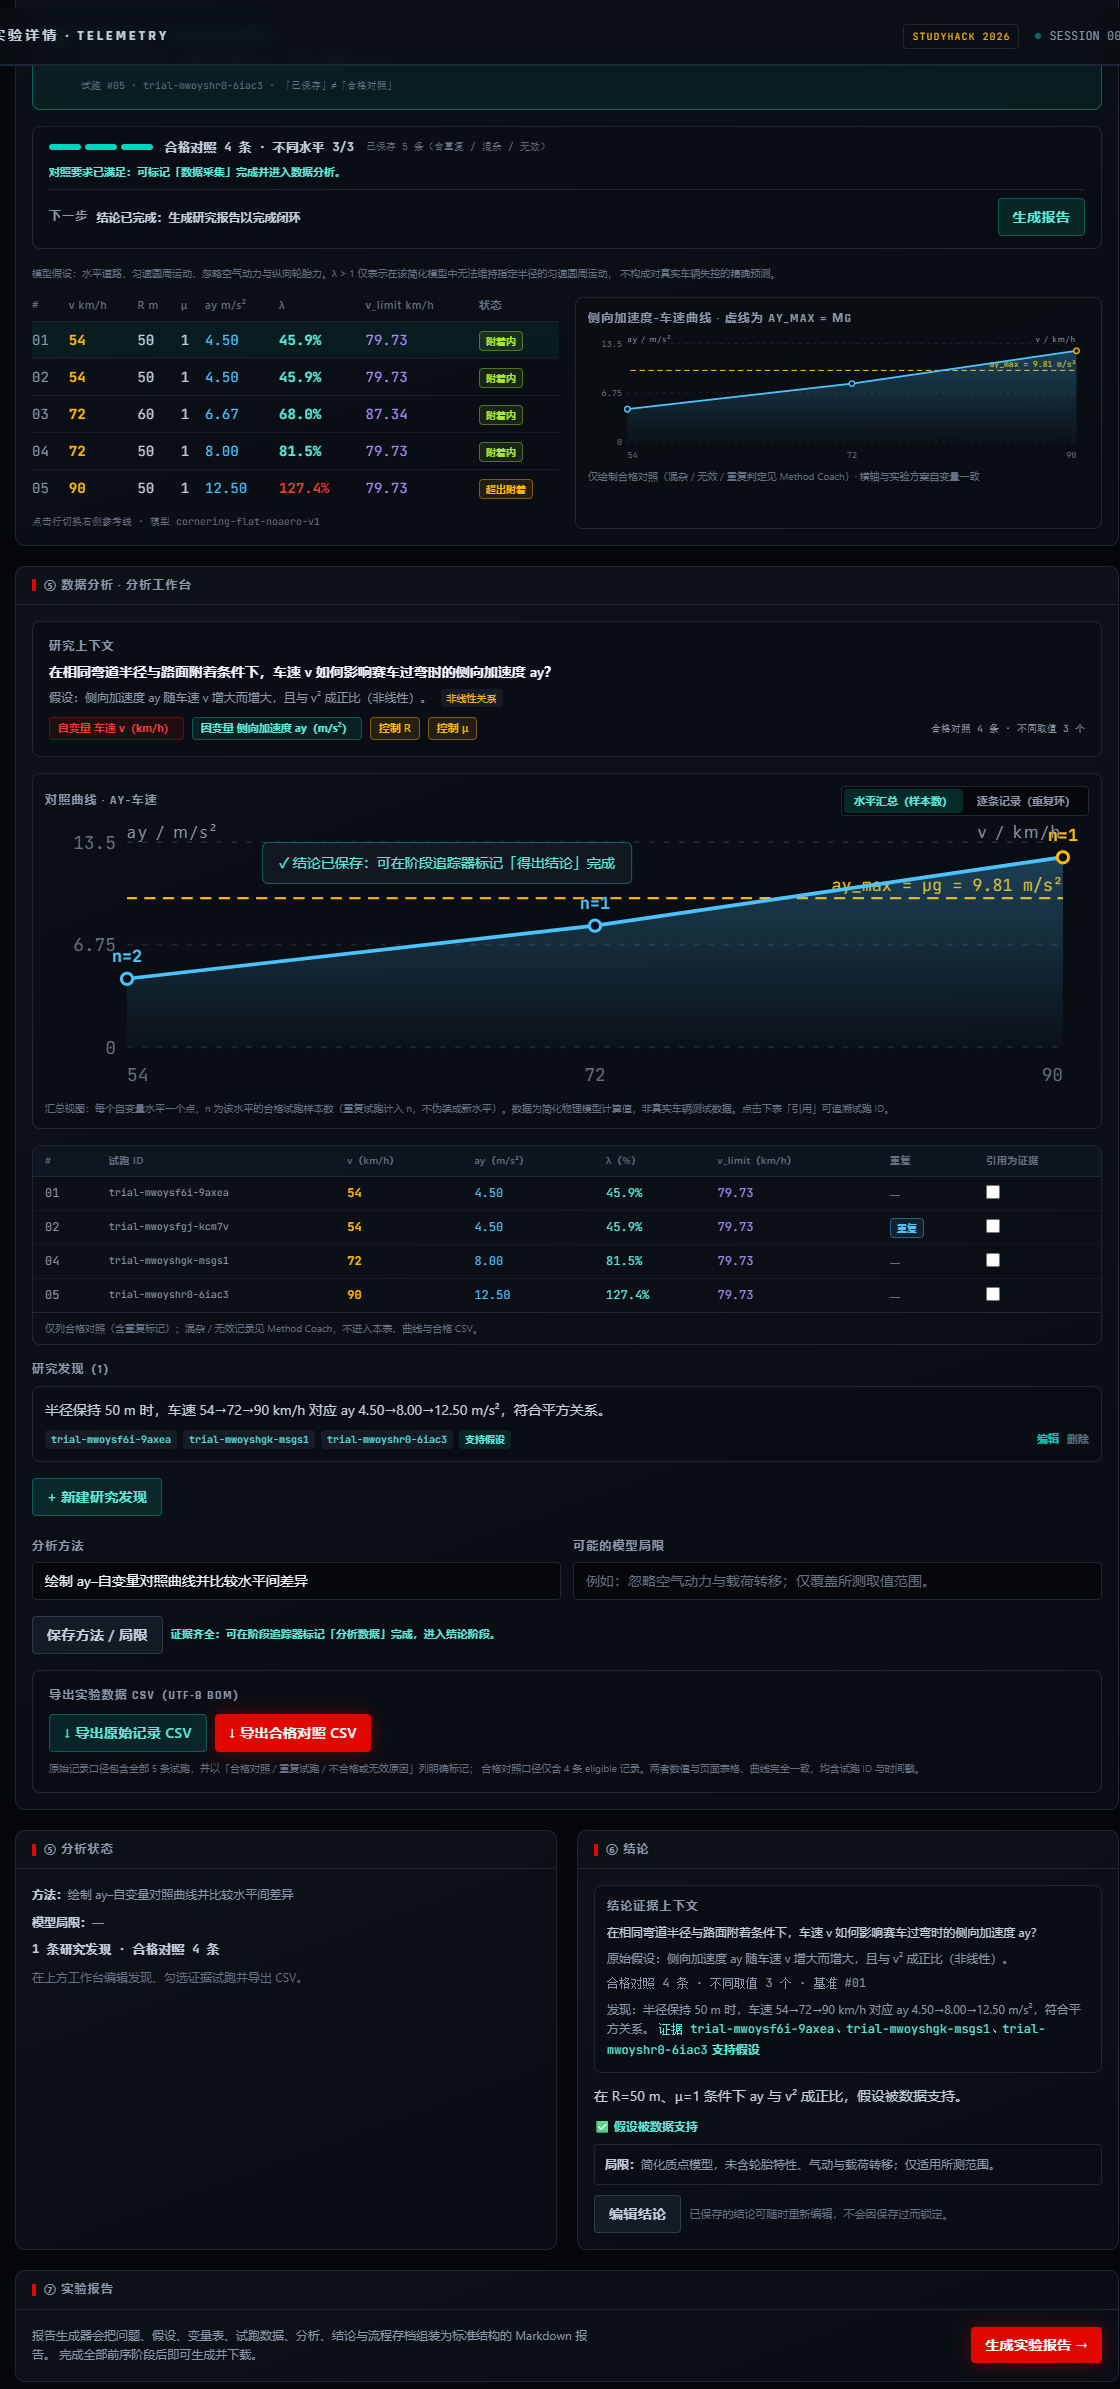 实验详情 · TELEMETRY
STUDYHACK 2026
SESSION 00
试跑 #05 · trial-mwoyshr0-6iac3 · 「已保存」≠「合格对照」
合格对照 4 条 · 不同水平 3/3 已保存 5 条（含重复 / 混杂 / 无效）
对照要求已满足：可标记「数据采集」完成并进入数据分析。
下一步 结论已完成：生成研究报告以完成闭环
生成报告
模型假设：水平道路、匀速圆周运动、忽略空气动力与纵向轮胎力。λ > 1 仅表示在该简化模型中无法维持指定半径的匀速圆周运动， 不构成对真实车辆失控的精确预测。
# v km/h R m μ ay m/s² λ v_limit km/h 状态
01 54 50 1 4.50 45.9% 79.73 附着内
02 54 50 1 4.50 45.9% 79.73 附着内
03 72 60 1 6.67 68.0% 87.34 附着内
04 72 50 1 8.00 81.5% 79.73 附着内
05 90 50 1 12.50 127.4% 79.73 超出附着
点击行切换右侧参考线 · 模型 cornering-flat-noaero-v1
侧向加速度-车速曲线 · 虚线为 AY_MAX = ΜG
13.5 ay / m/s² v / km/h
ay_max = 9.81 m/s²
6.75
0
54 72 90
仅绘制合格对照（混杂 / 无效 / 重复判定见 Method Coach）· 横轴与实验方案自变量一致
⑤ 数据分析 · 分析工作台
研究上下文
在相同弯道半径与路面附着条件下，车速 v 如何影响赛车过弯时的侧向加速度 ay？
假设：侧向加速度 ay 随车速 v 增大而增大，且与 v² 成正比（非线性）。 非线性关系
自变量 车速 v（km/h） 因变量 侧向加速度 ay（m/s²） 控制 R 控制 μ
合格对照 4 条 · 不同取值 3 个
对照曲线 · AY-车速
水平汇总（样本数） 逐条记录（重复环）
13.5 ay / m/s² v / km/h n=1
✓ 结论已保存：可在阶段追踪器标记「得出结论」完成
ay_max = μg = 9.81 m/s²
n=1
6.75
n=2
0
54 72 90
汇总视图：每个自变量水平一个点，n 为该水平的合格试跑样本数（重复试跑计入 n，不伪装成新水平）。数据为简化物理模型计算值，非真实车辆测试数据。点击下表「引用」可追溯试跑 ID。
# 试跑 ID v（km/h） ay（m/s²） λ（%） v_limit（km/h） 重复 引用为证据
01 trial-mwoysf6i-9axea 54 4.50 45.9% 79.73 —
02 trial-mwoysfgj-kcm7v 54 4.50 45.9% 79.73 重复
04 trial-mwoyshgk-msgs1 72 8.00 81.5% 79.73 —
05 trial-mwoyshr0-6iac3 90 12.50 127.4% 79.73 —
仅列合格对照（含重复标记）；混杂 / 无效记录见 Method Coach，不进入本表、曲线与合格 CSV。
研究发现（1）
半径保持 50 m 时，车速 54→72→90 km/h 对应 ay 4.50→8.00→12.50 m/s²，符合平方关系。
trial-mwoysf6i-9axea trial-mwoyshgk-msgs1 trial-mwoyshr0-6iac3 支持假设
编辑 删除
+ 新建研究发现
分析方法
可能的模型局限
绘制 ay–自变量对照曲线并比较水平间差异
例如：忽略空气动力与载荷转移；仅覆盖所测取值范围。
保存方法 / 局限 证据齐全：可在阶段追踪器标记「分析数据」完成，进入结论阶段。
导出实验数据 CSV（UTF-8 BOM）
↓ 导出原始记录 CSV ↓ 导出合格对照 CSV
原始记录口径包含全部 5 条试跑，并以「合格对照 / 重复试跑 / 不合格或无效原因」列明确标记； 合格对照口径仅含 4 条 eligible 记录。两者数值与页面表格、曲线完全一致，均含试跑 ID 与时间戳。
⑤ 分析状态
方法：绘制 ay–自变量对照曲线并比较水平间差异
模型局限：—
1 条研究发现 · 合格对照 4 条
在上方工作台编辑发现、勾选证据试跑并导出 CSV。
⑥ 结论
结论证据上下文
在相同弯道半径与路面附着条件下，车速 v 如何影响赛车过弯时的侧向加速度 ay？
原始假设：侧向加速度 ay 随车速 v 增大而增大，且与 v² 成正比（非线性）。
合格对照 4 条 · 不同取值 3 个 · 基准 #01
发现：半径保持 50 m 时，车速 54→72→90 km/h 对应 ay 4.50→8.00→12.50 m/s²，符合平
方关系。 证据 trial-mwoysf6i-9axea、trial-mwoyshgk-msgs1、trial-
mwoyshr0-6iac3 支持假设
在 R=50 m、μ=1 条件下 ay 与 v² 成正比，假设被数据支持。
✅ 假设被数据支持
局限：简化质点模型，未含轮胎特性、气动与载荷转移；仅适用所测范围。
编辑结论 已保存的结论可随时重新编辑，不会因保存过而锁定。
⑦ 实验报告
报告生成器会把问题、假设、变量表、试跑数据、分析、结论与流程存档组装为标准结构的 Markdown 报
告。 完成全部前序阶段后即可生成并下载。
生成实验报告 →